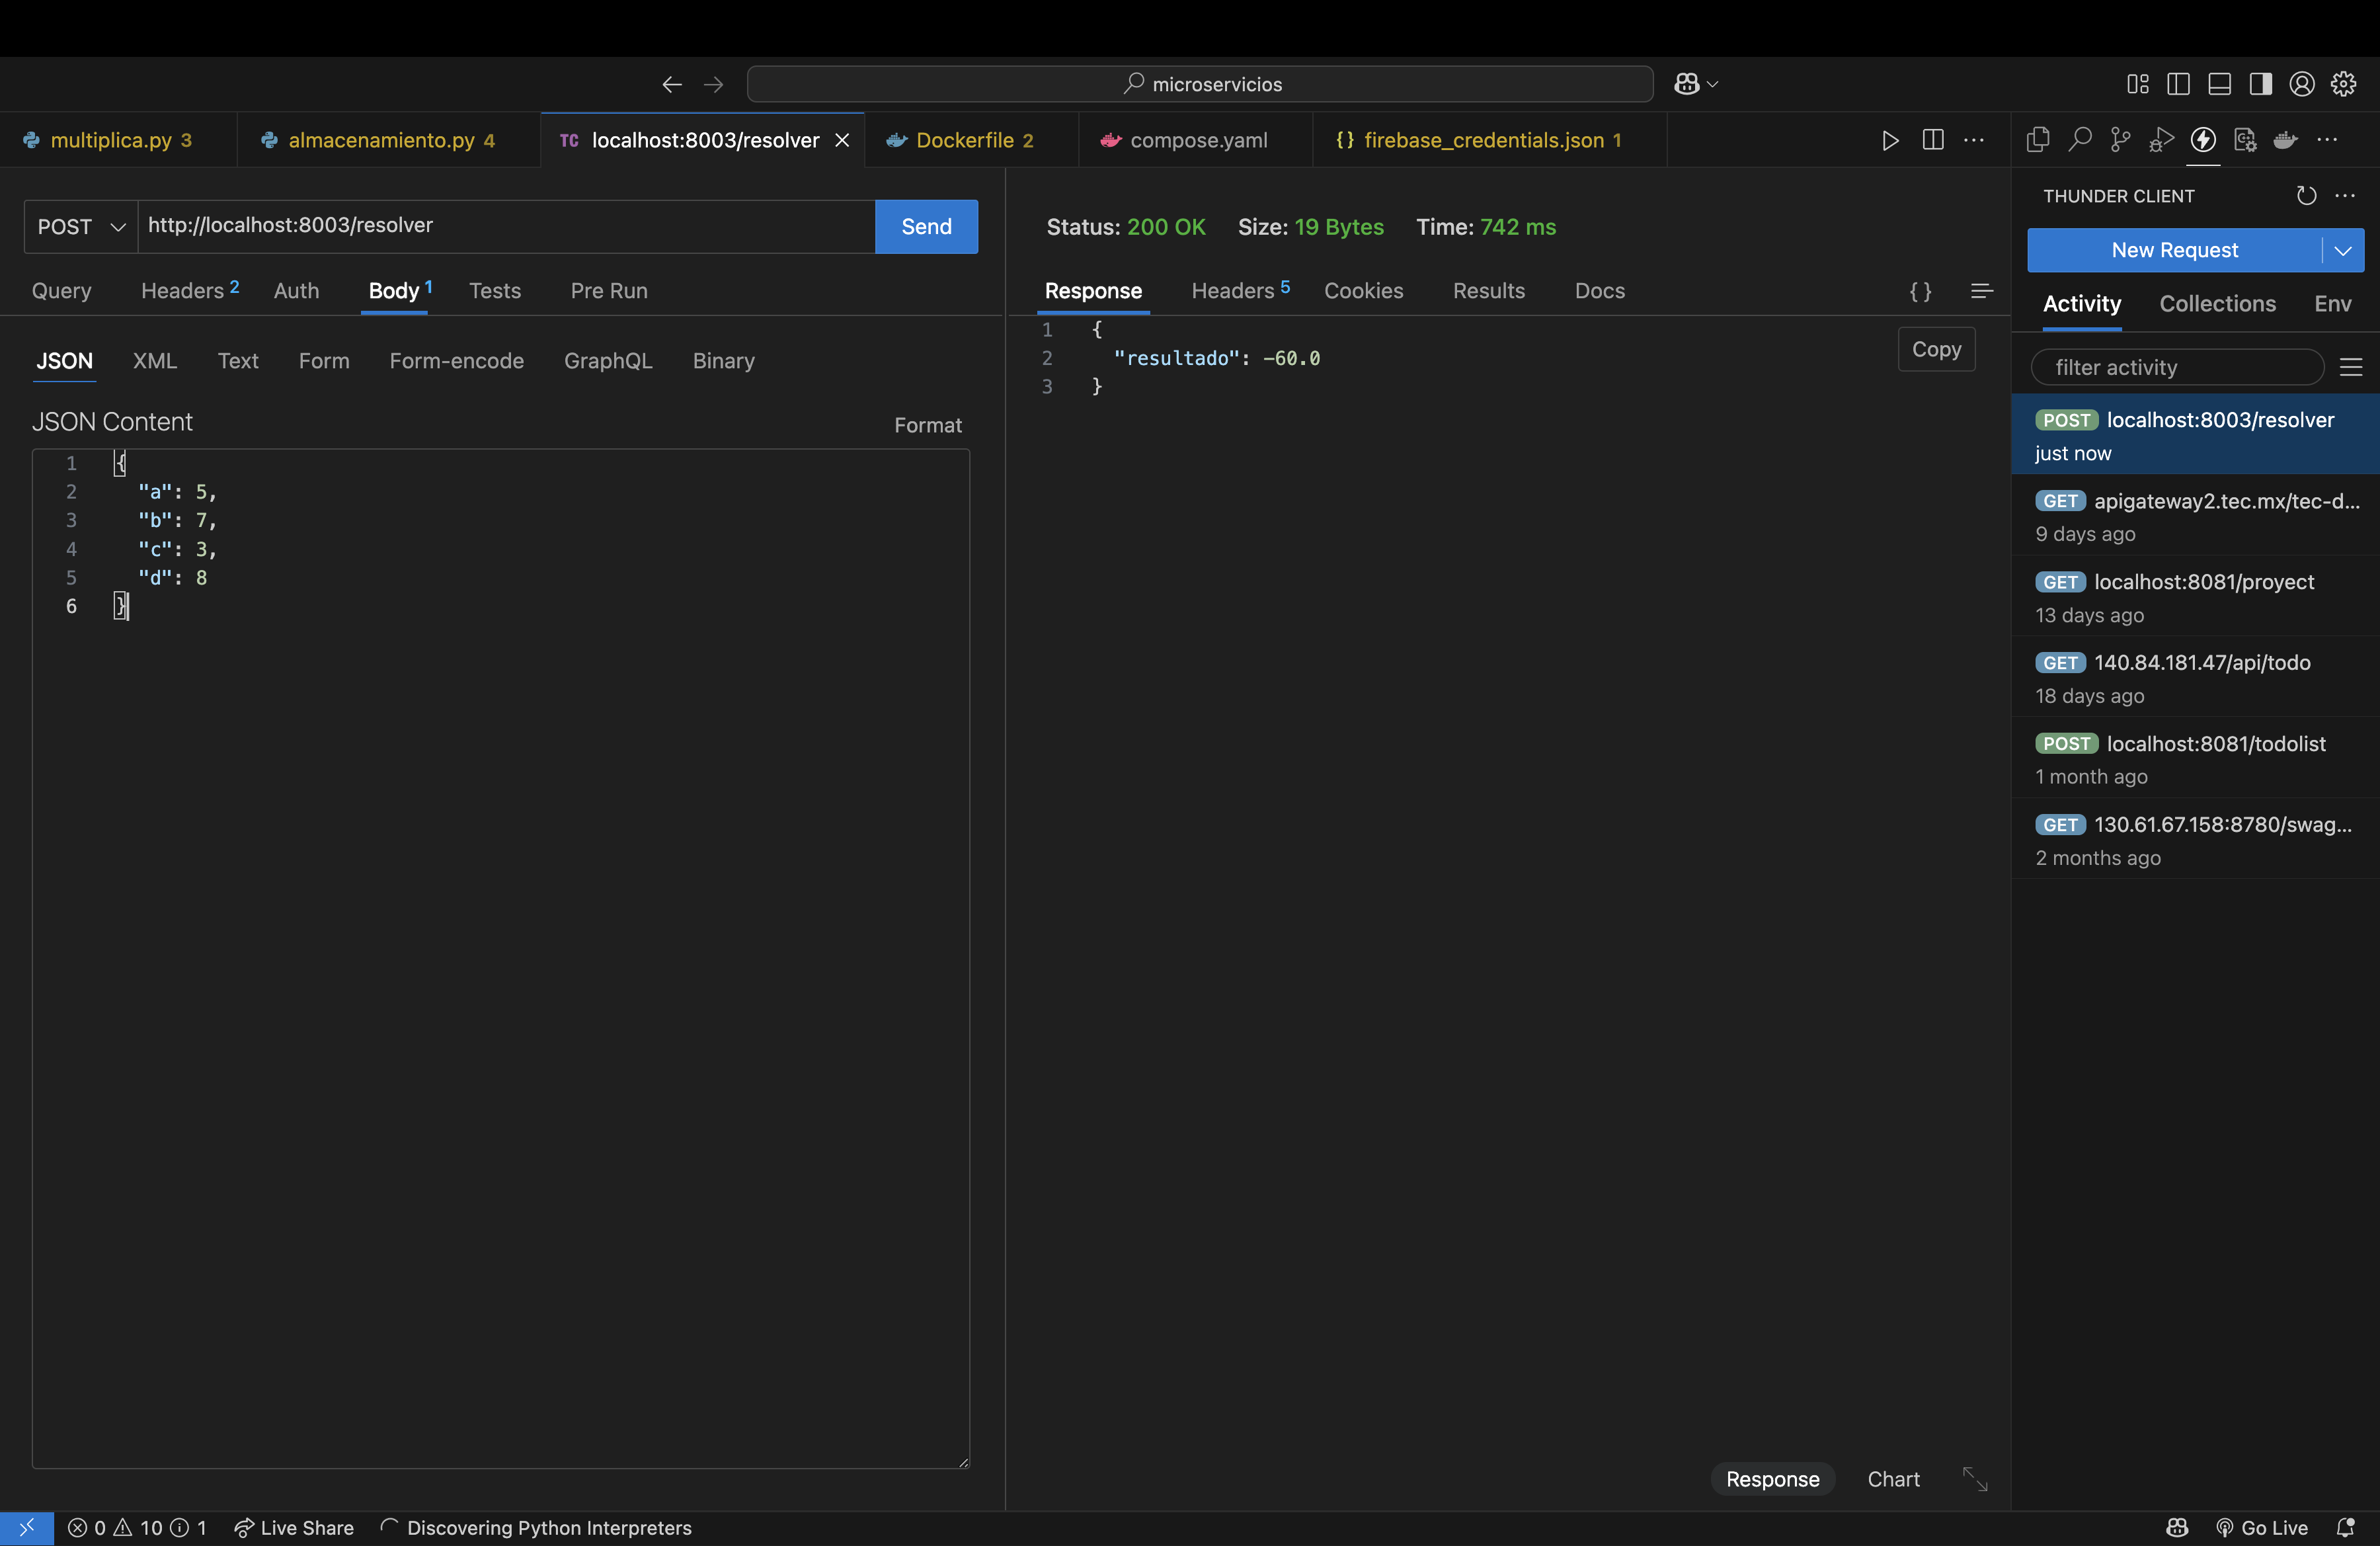 microservicios
multiplica.py 3
almacenamiento.py 4
TC localhost:8003/resolver
Dockerfile 2
compose.yaml
{} firebase_credentials.json 1
POST http://localhost:8003/resolver Send
Query Headers 2 Auth Body 1 Tests Pre Run
JSON XML Text Form Form-encode GraphQL Binary
JSON Content Format
1 {
2 "a": 5,
3 "b": 7,
4 "c": 3,
5 "d": 8
6 }
Status: 200 OK Size: 19 Bytes Time: 742 ms
Response Headers 5 Cookies Results Docs {}
1 {
2 "resultado": -60.0
3 }
Copy
Response Chart
THUNDER CLIENT
New Request
Activity Collections Env
filter activity
POST localhost:8003/resolver
just now
GET apigateway2.tec.mx/tec-d...
9 days ago
GET localhost:8081/proyect
13 days ago
GET 140.84.181.47/api/todo
18 days ago
POST localhost:8081/todolist
1 month ago
GET 130.61.67.158:8780/swag...
2 months ago
0 10 1 Live Share Discovering Python Interpreters Go Live